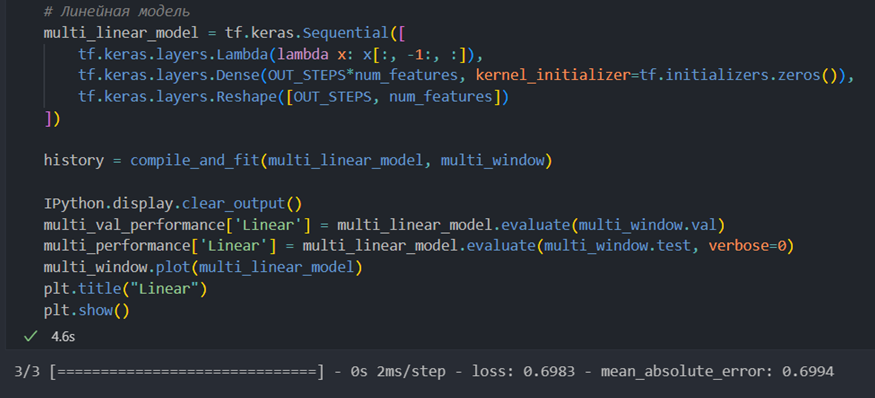 # Линейная модель
multi_linear_model = tf.keras.Sequential([
    tf.keras.layers.Lambda(lambda x: x[:, -1:, :]),
    tf.keras.layers.Dense(OUT_STEPS*num_features, kernel_initializer=tf.initializers.zeros()),
    tf.keras.layers.Reshape([OUT_STEPS, num_features])
])
history = compile_and_fit(multi_linear_model, multi_window)
IPython.display.clear_output()
multi_val_performance['Linear'] = multi_linear_model.evaluate(multi_window.val)
multi_performance['Linear'] = multi_linear_model.evaluate(multi_window.test, verbose=0)
multi_window.plot(multi_linear_model)
plt.title("Linear")
plt.show()
✓ 4.6s
3/3 [==============================] - 0s 2ms/step - loss: 0.6983 - mean_absolute_error: 0.6994